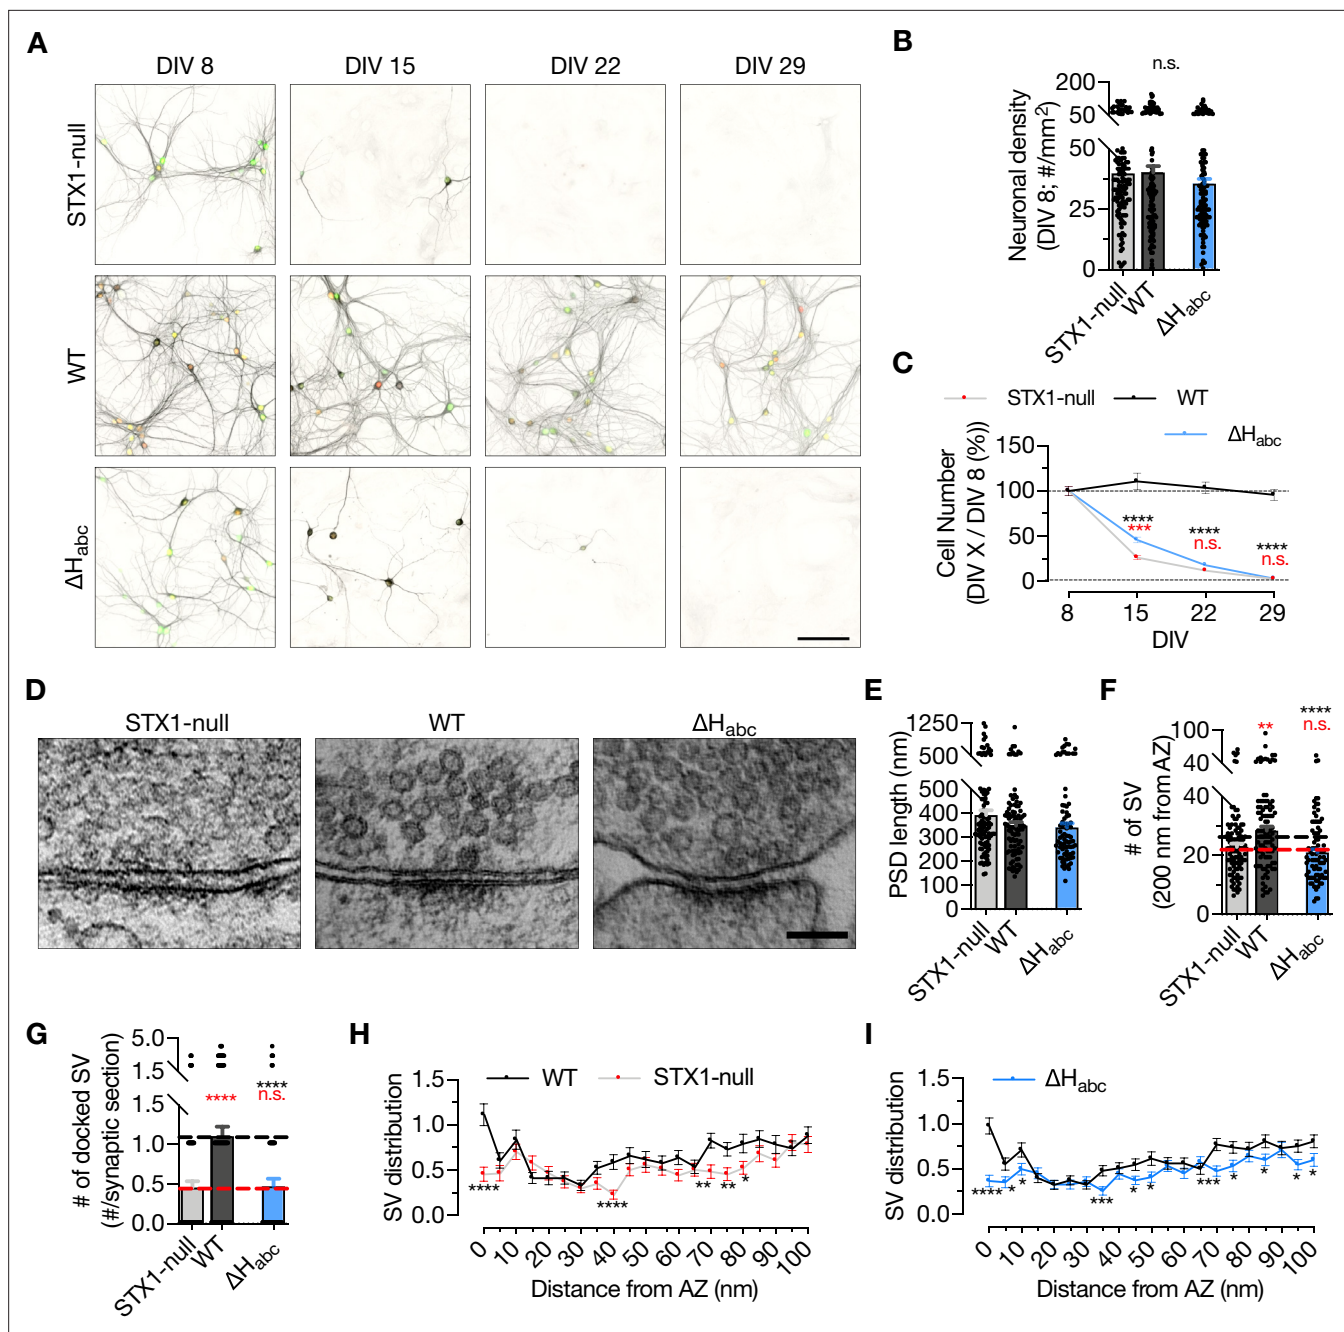 A
DIV 8 DIV 15 DIV 22 DIV 29
STX1-null
WT
ΔHabc
B
n.s.
Neuronal density
(DIV 8; #/mm²)
200
50
50
25
0
STX1-null
WT
ΔHabc
C
STX1-null WT
ΔHabc
Cell Number
(DIV X / DIV 8 (%))
150
100
50
0
**** **** ****
*** n.s. n.s.
8 15 22 29
DIV
D
STX1-null WT ΔHabc
E
PSD length (nm)
1250
500
500
400
300
200
100
0
STX1-null
WT
ΔHabc
F
# of SV
(200 nm from AZ)
**
****
n.s.
100
40
40
20
0
STX1-null
WT
ΔHabc
G
# of docked SV
(#/synaptic section)
5.0
1.5
1.5
1.0
0.5
0.0
****
****
n.s.
STX1-null
WT
ΔHabc
H
WT STX1-null
SV distribution
1.5
1.0
0.5
0.0
**** **** ** ** *
0 10 20 30 40 50 60 70 80 90 100
Distance from AZ (nm)
I
ΔHabc
SV distribution
1.5
1.0
0.5
0.0
**** * * *** * * *** * * * *
0 10 20 30 40 50 60 70 80 90 100
Distance from AZ (nm)